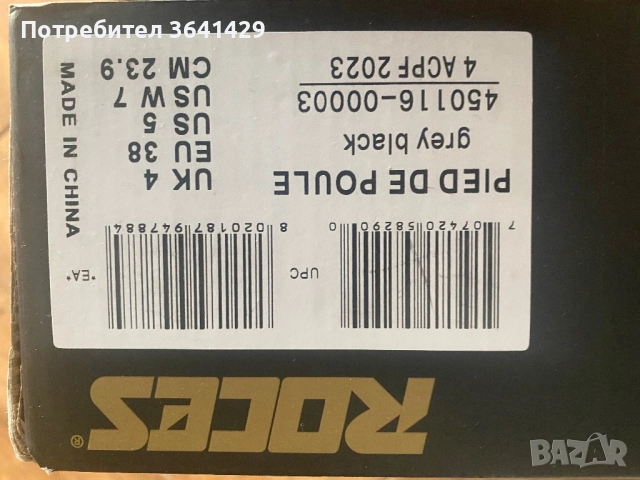 Потребител 3641429
ROCES®
UPC
*EA*
7 07420 58290 0
8 020187 947884
PIED DE POULE
grey black
450116-00003
4 ACPF 2023
UK 4
EU 38
US 5
US W 7
CM 23.9
MADE IN CHINA
BAZAR